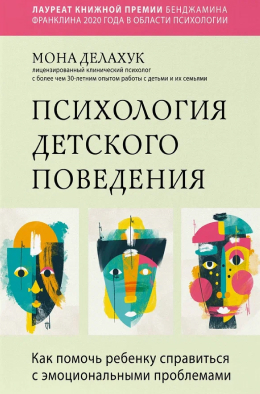 ЛАУРЕАТ КНИЖНОЙ ПРЕМИИ БЕНДЖАМИНА
ФРАНКЛИНА 2020 ГОДА В ОБЛАСТИ ПСИХОЛОГИИ
МОНА ДЕЛАХУК
лицензированный клинический психолог
с более чем 30-летним опытом работы с детьми и их семьями
ПСИХОЛОГИЯ
ДЕТСКОГО
ПОВЕДЕНИЯ
Как помочь ребенку справиться
с эмоциональными проблемами